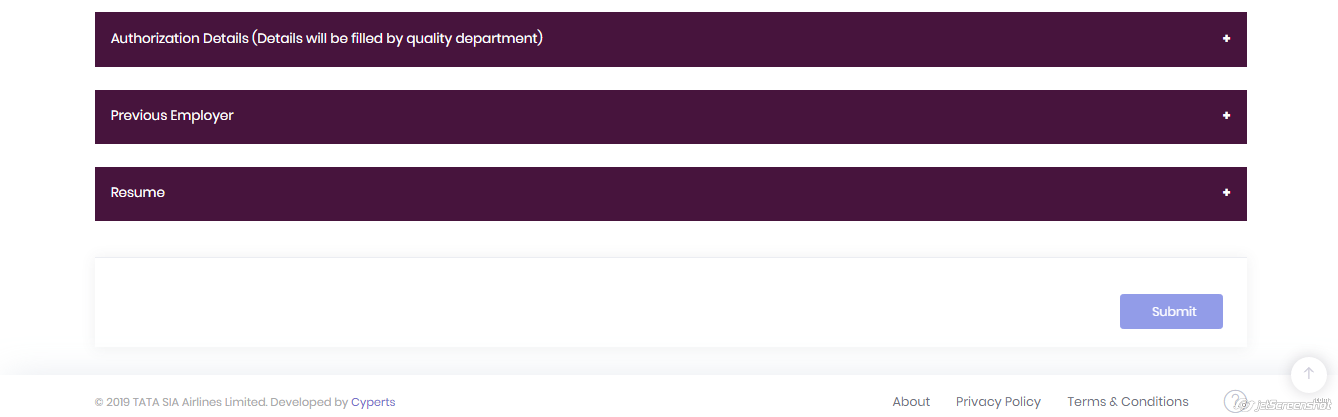 Authorization Details (Details will be filled by quality department) +
Previous Employer +
Resume +
Submit
© 2019 TATA SIA Airlines Limited. Developed by Cyperts About Privacy Policy Terms & Conditions ?
jetScreenshot